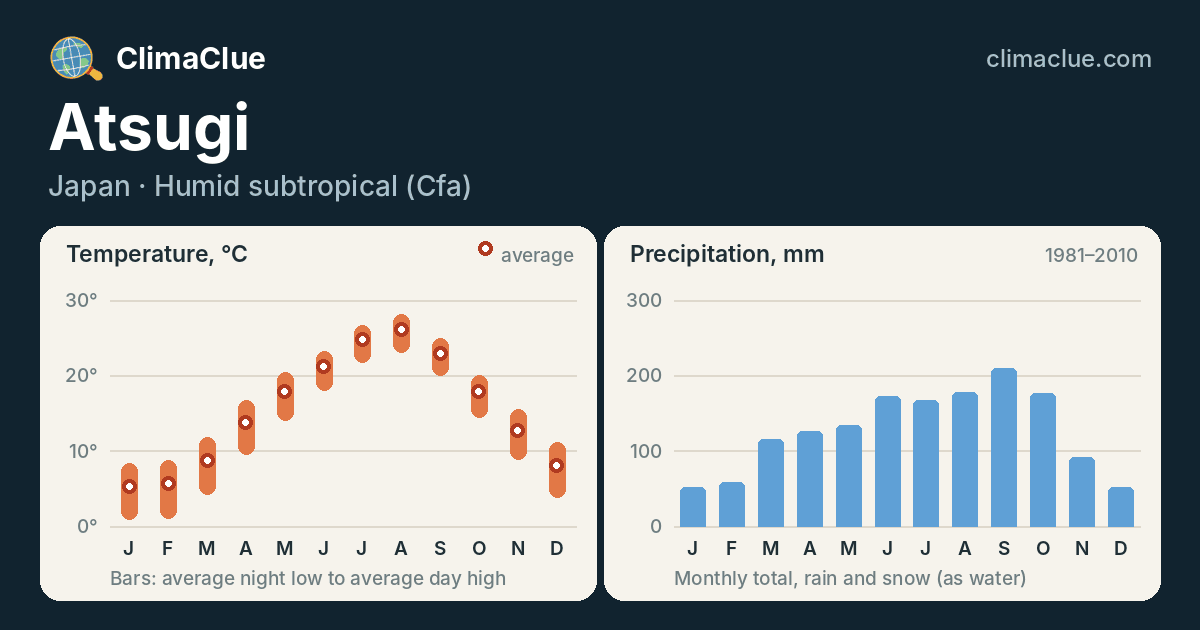 ClimaClue
climaclue.com
Atsugi
Japan · Humid subtropical (Cfa)
Temperature, °C
average
30°
20°
10°
0°
J F M A M J J A S O N D
Bars: average night low to average day high
Precipitation, mm
1981–2010
300
200
100
0
J F M A M J J A S O N D
Monthly total, rain and snow (as water)